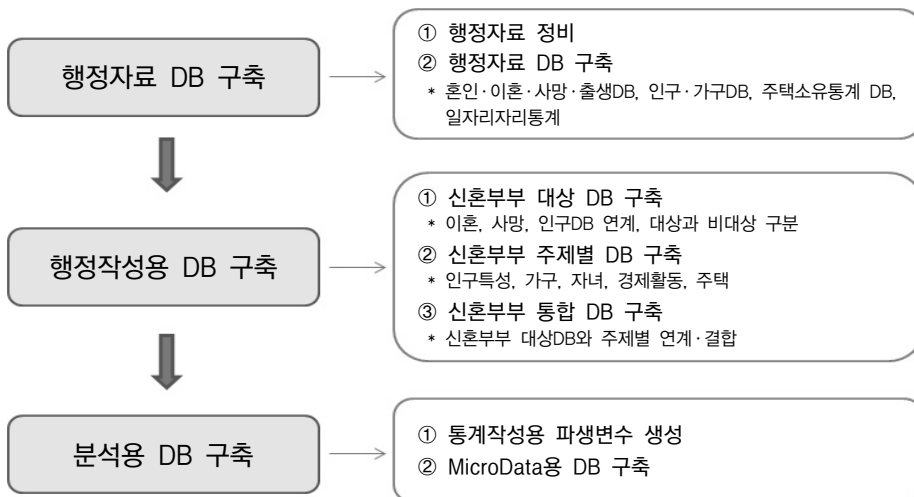 행정자료 DB 구축
① 행정자료 정비
② 행정자료 DB 구축
* 혼인·이혼·사망·출생DB, 인구·가구DB, 주택소유통계 DB,
일자리자리통계
행정작성용 DB 구축
① 신혼부부 대상 DB 구축
* 이혼, 사망, 인구DB 연계, 대상과 비대상 구분
② 신혼부부 주제별 DB 구축
* 인구특성, 가구, 자녀, 경제활동, 주택
③ 신혼부부 통합 DB 구축
* 신혼부부 대상DB와 주제별 연계·결합
분석용 DB 구축
① 통계작성용 파생변수 생성
② MicroData용 DB 구축